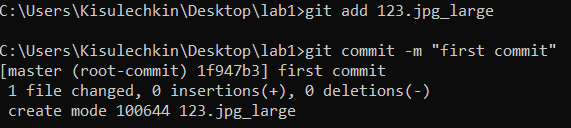 C:\Users\Kisulechkin\Desktop\lab1>git add 123.jpg_large
C:\Users\Kisulechkin\Desktop\lab1>git commit -m "first commit"
[master (root-commit) 1f947b3] first commit
 1 file changed, 0 insertions(+), 0 deletions(-)
 create mode 100644 123.jpg_large